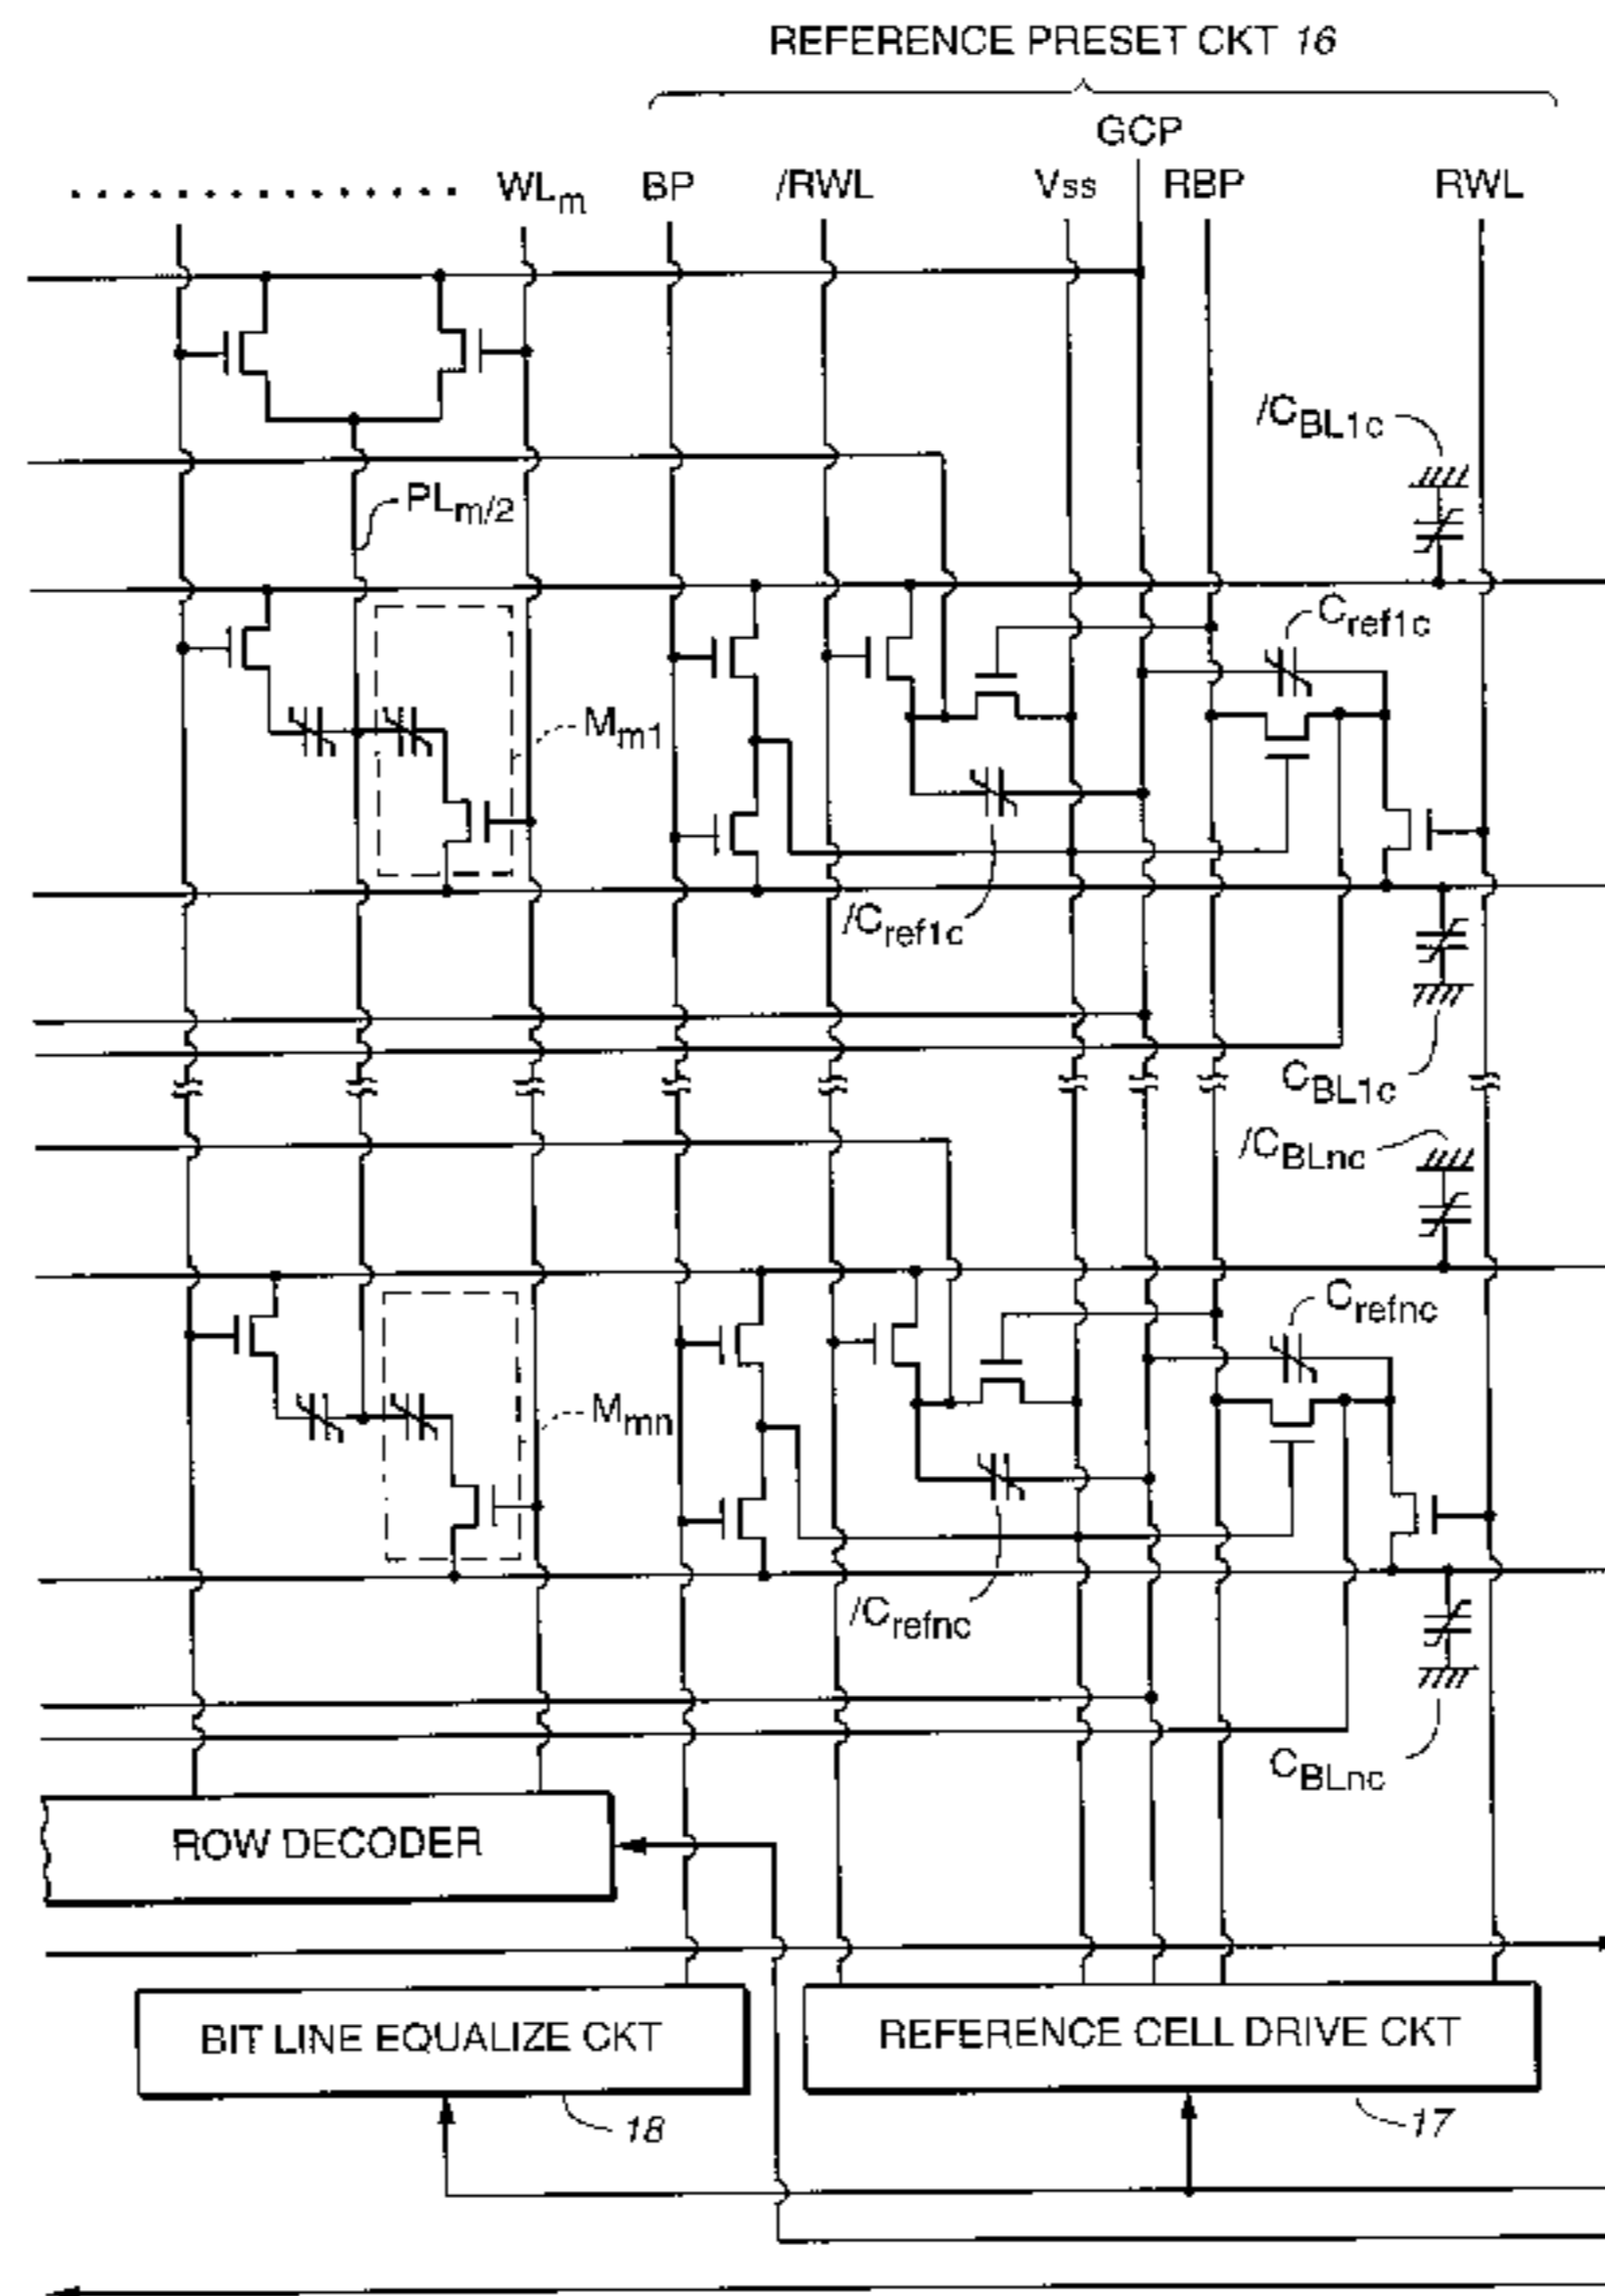 REFERENCE PRESET CKT 16
GCP
WLm BP /RWL Vss RBP RWL
/CBL1c
PLm/2
Cref1c
Mm1
/Cref1c
CBL1c
/CBLnc
Crefnc
Mmn
/Crefnc
CBLnc
ROW DECODER
BIT LINE EQUALIZE CKT
REFERENCE CELL DRIVE CKT
18
17